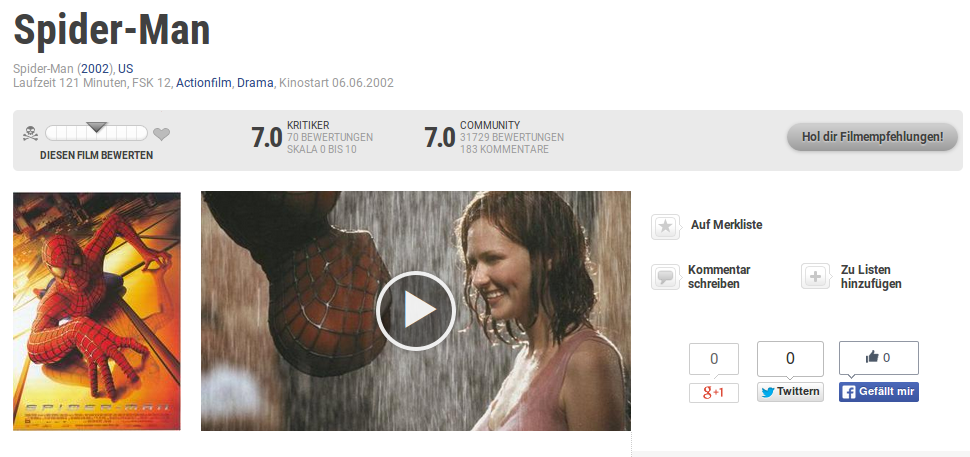 Spider-Man
Spider-Man (2002), US
Laufzeit 121 Minuten, FSK 12, Actionfilm, Drama, Kinostart 06.06.2002
DIESEN FILM BEWERTEN
7.0 KRITIKER
70 BEWERTUNGEN
SKALA 0 BIS 10
7.0 COMMUNITY
31729 BEWERTUNGEN
183 KOMMENTARE
Hol dir Filmempfehlungen!
SPIDER-MAN
Auf Merkliste
Kommentar
schreiben
Zu Listen
hinzufügen
0
g+1
0
Twittern
0
Gefällt mir